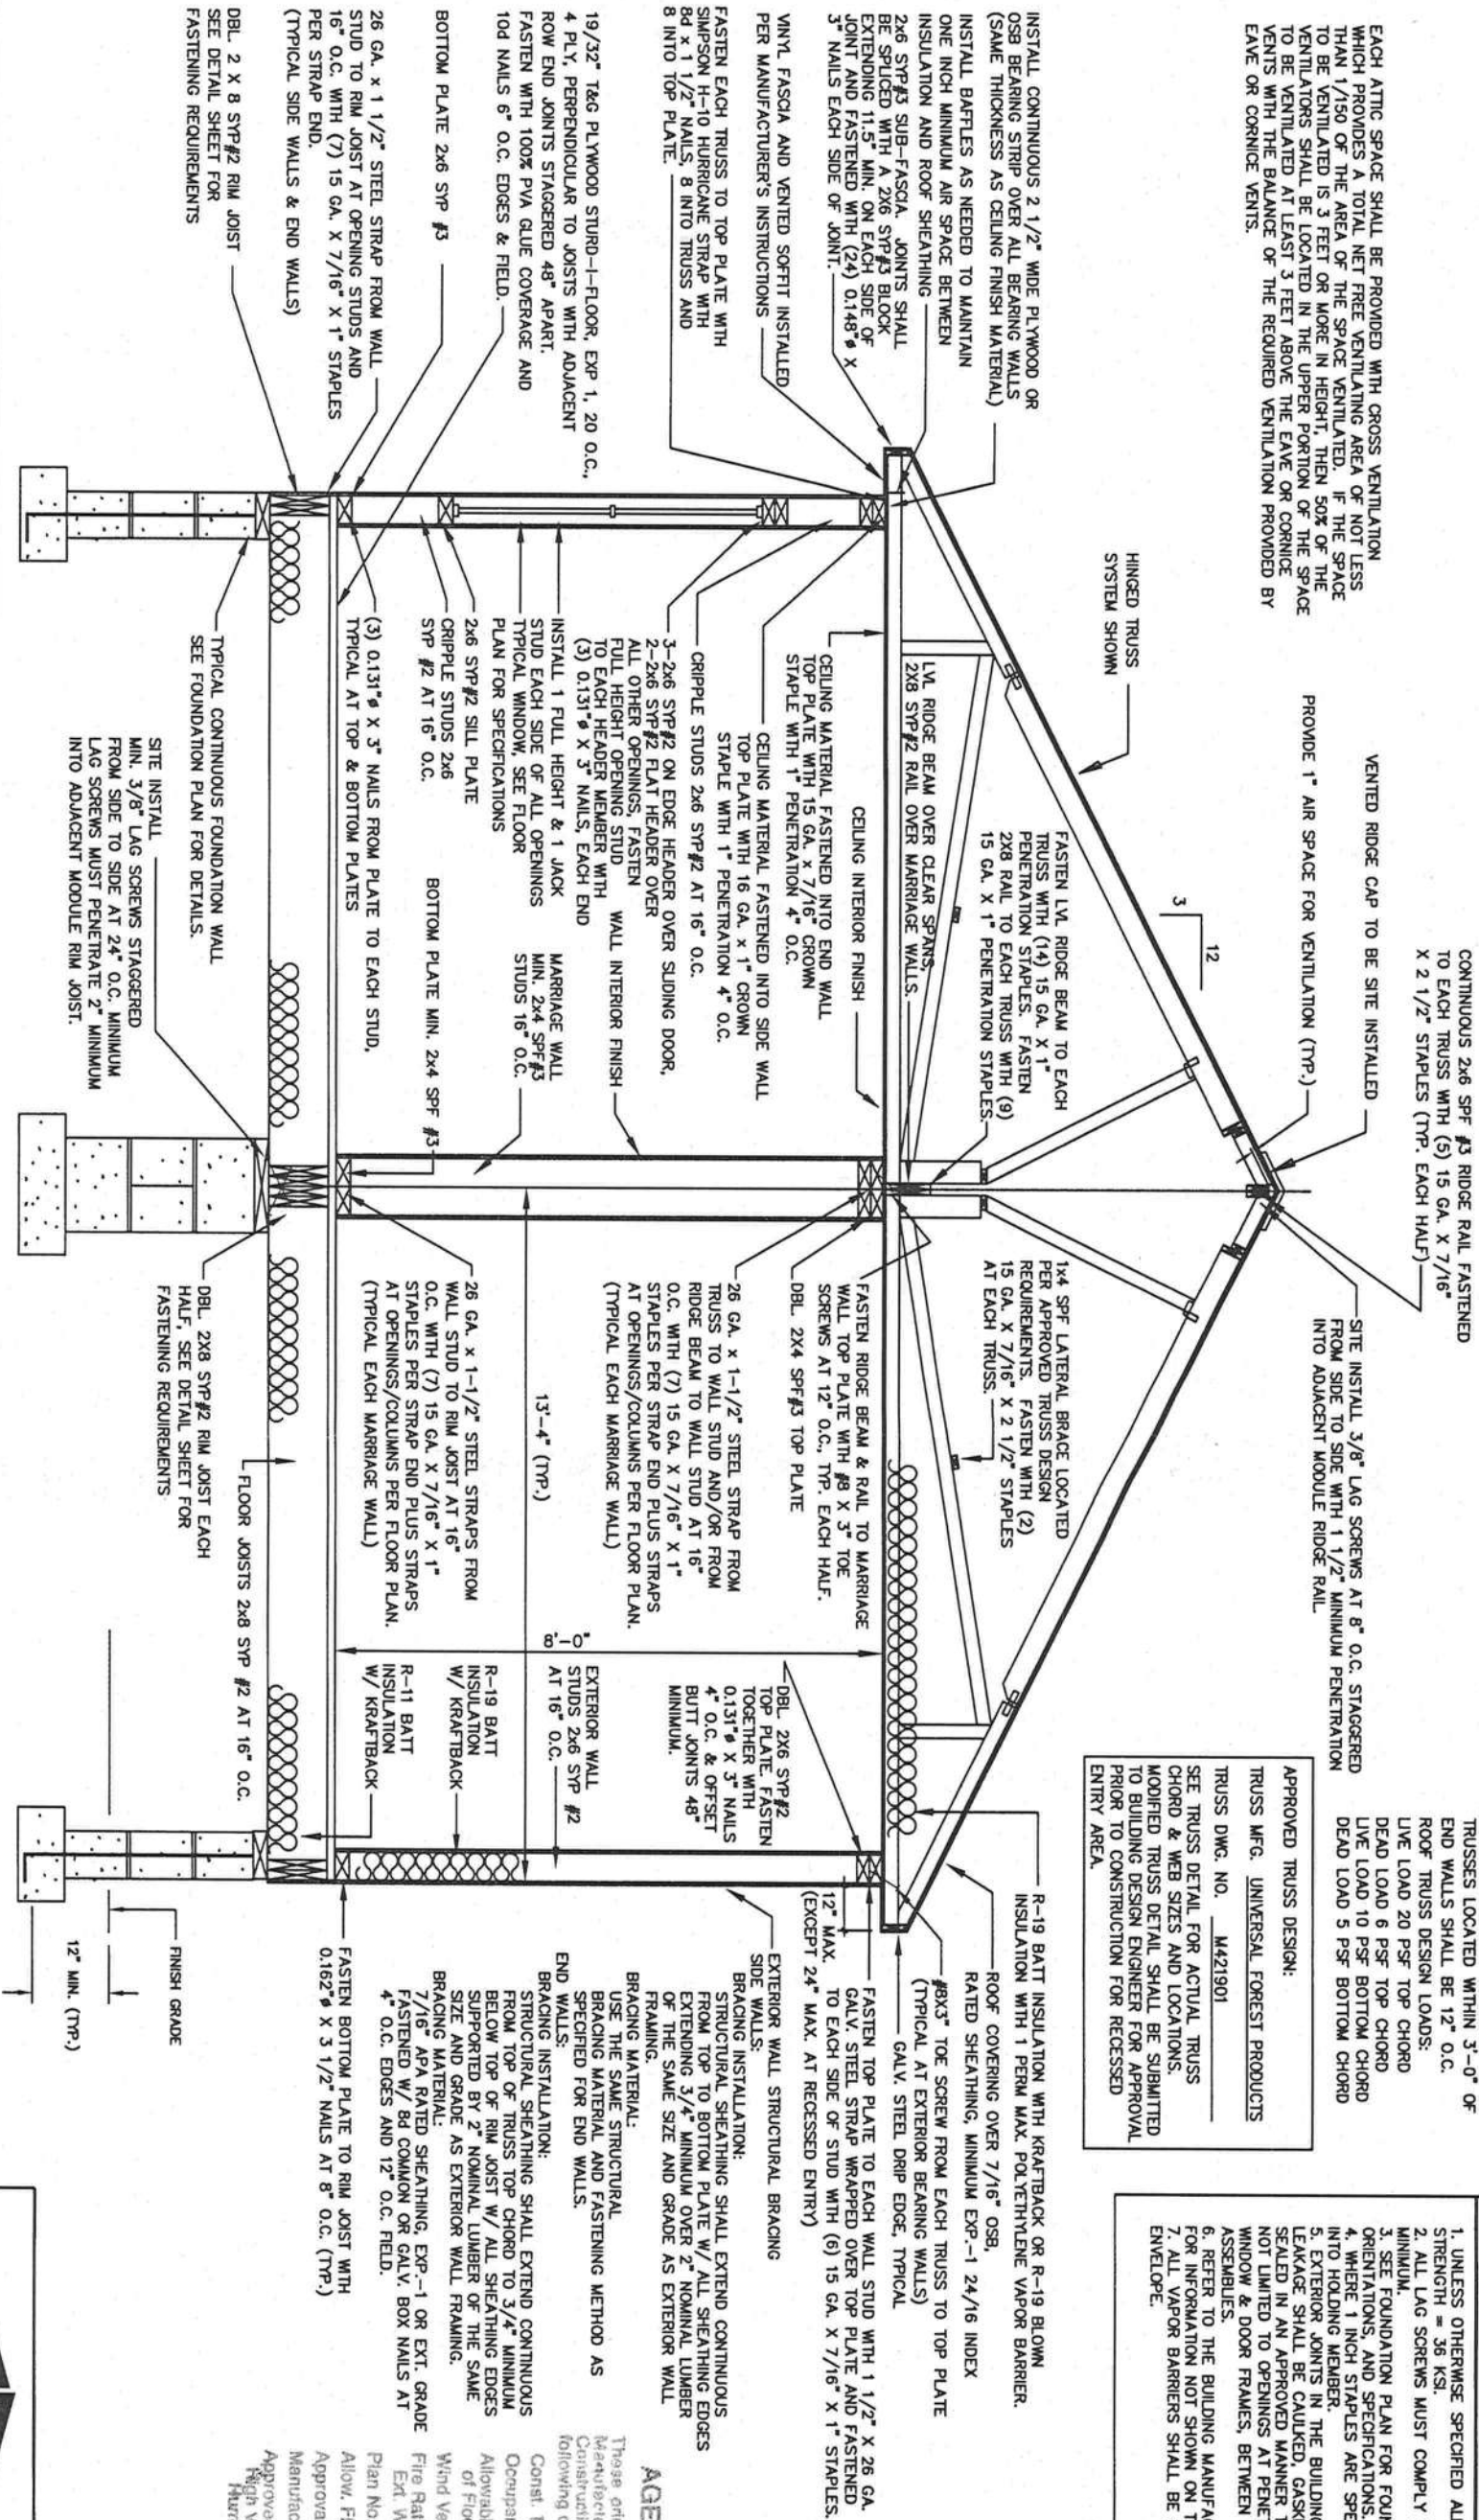 EACH ATTIC SPACE SHALL BE PROVIDED WITH CROSS VENTILATION
WHICH PROVIDES A TOTAL NET FREE VENTILATING AREA OF NOT LESS
THAN 1/150 OF THE AREA OF THE SPACE VENTILATED. IF THE SPACE
TO BE VENTILATED IS 3 FEET OR MORE IN HEIGHT, THEN 50% OF THE
VENTILATORS SHALL BE LOCATED IN THE UPPER PORTION OF THE SPACE
TO BE VENTILATED AT LEAST 3 FEET ABOVE THE EAVE OR CORNICE
VENTS WITH THE BALANCE OF THE REQUIRED VENTILATION PROVIDED BY
EAVE OR CORNICE VENTS.
INSTALL CONTINUOUS 2 1/2" WIDE PLYWOOD OR
OSB BEARING STRIP OVER ALL BEARING WALLS
(SAME THICKNESS AS CEILING FINISH MATERIAL)
INSTALL BAFFLES AS NEEDED TO MAINTAIN
ONE INCH MINIMUM AIR SPACE BETWEEN
INSULATION AND ROOF SHEATHING
2x6 SYP#3 SUB-FASCIA. JOINTS SHALL
BE SPLICED WITH A 2X6 SYP#3 BLOCK
EXTENDING 11.5" MIN. ON EACH SIDE OF
JOINT AND FASTENED WITH (24) 0.148"ø X
3" NAILS EACH SIDE OF JOINT.
VINYL FASCIA AND VENTED SOFFIT INSTALLED
PER MANUFACTURER'S INSTRUCTIONS
FASTEN EACH TRUSS TO TOP PLATE WITH
SIMPSON H-10 HURRICANE STRAP WITH
8d x 1 1/2" NAILS, 8 INTO TRUSS AND
8 INTO TOP PLATE.
19/32" T&G PLYWOOD STURD-I-FLOOR, EXP 1, 20 O.C.,
4 PLY, PERPENDICULAR TO JOISTS WITH ADJACENT
ROW END JOINTS STAGGERED 48" APART.
FASTEN WITH 100% PVA GLUE COVERAGE AND
10d NAILS 6" O.C. EDGES & FIELD.
BOTTOM PLATE 2x6 SYP #3
26 GA. x 1 1/2" STEEL STRAP FROM WALL
STUD TO RIM JOIST AT OPENING STUDS AND
16" O.C. WITH (7) 15 GA. X 7/16" X 1" STAPLES
PER STRAP END.
(TYPICAL SIDE WALLS & END WALLS)
DBL. 2 X 8 SYP#2 RIM JOIST
SEE DETAIL SHEET FOR
FASTENING REQUIREMENTS
HINGED TRUSS
SYSTEM SHOWN
CONTINUOUS 2x6 SPF #3 RIDGE RAIL FASTENED
TO EACH TRUSS WITH (5) 15 GA. X 7/16"
X 2 1/2" STAPLES (TYP. EACH HALF)
VENTED RIDGE CAP TO BE SITE INSTALLED
PROVIDE 1" AIR SPACE FOR VENTILATION (TYP.)
12
3
FASTEN LVL RIDGE BEAM TO EACH
TRUSS WITH (14) 15 GA. X 1"
PENETRATION STAPLES. FASTEN
2X8 RAIL TO EACH TRUSS WITH (9)
15 GA. X 1" PENETRATION STAPLES.
LVL RIDGE BEAM OVER CLEAR SPANS,
2X8 SYP#2 RAIL OVER MARRIAGE WALLS.
CEILING INTERIOR FINISH
CEILING MATERIAL FASTENED INTO END WALL
TOP PLATE WITH 15 GA. x 7/16" CROWN
STAPLE WITH 1" PENETRATION 4" O.C.
CEILING MATERIAL FASTENED INTO SIDE WALL
TOP PLATE WITH 16 GA. x 1" CROWN
STAPLE WITH 1" PENETRATION 4" O.C.
CRIPPLE STUDS 2x6 SYP#2 AT 16" O.C.
3-2x6 SYP#2 ON EDGE HEADER OVER SLIDING DOOR,
2-2x6 SYP#2 FLAT HEADER OVER
ALL OTHER OPENINGS, FASTEN
FULL HEIGHT OPENING STUD
TO EACH HEADER MEMBER WITH
(3) 0.131"ø X 3" NAILS, EACH END
WALL INTERIOR FINISH
INSTALL 1 FULL HEIGHT & 1 JACK
STUD EACH SIDE OF ALL OPENINGS
TYPICAL WINDOW, SEE FLOOR
PLAN FOR SPECIFICATIONS
MARRIAGE WALL
MIN. 2x4 SPF#3
STUDS 16" O.C.
2x6 SYP#2 SILL PLATE
CRIPPLE STUDS 2x6
SYP #2 AT 16" O.C.
BOTTOM PLATE MIN. 2x4 SPF #3
(3) 0.131"ø X 3" NAILS FROM PLATE TO EACH STUD,
TYPICAL AT TOP & BOTTOM PLATES
TYPICAL CONTINUOUS FOUNDATION WALL
SEE FOUNDATION PLAN FOR DETAILS.
SITE INSTALL
MIN. 3/8" LAG SCREWS STAGGERED
FROM SIDE TO SIDE AT 24" O.C. MINIMUM
LAG SCREWS MUST PENETRATE 2" MINIMUM
INTO ADJACENT MODULE RIM JOIST.
SITE INSTALL 3/8" LAG SCREWS AT 8" O.C. STAGGERED
FROM SIDE TO SIDE WITH 1 1/2" MINIMUM PENETRATION
INTO ADJACENT MODULE RIDGE RAIL
1x4 SPF LATERAL BRACE LOCATED
PER APPROVED TRUSS DESIGN
REQUIREMENTS. FASTEN WITH (2)
15 GA. X 7/16" X 2 1/2" STAPLES
AT EACH TRUSS.
FASTEN RIDGE BEAM & RAIL TO MARRIAGE
WALL TOP PLATE WITH #8 X 3" TOE
SCREWS AT 12" O.C., TYP. EACH HALF.
DBL. 2X4 SPF#3 TOP PLATE
26 GA. x 1-1/2" STEEL STRAP FROM
TRUSS TO WALL STUD AND/OR FROM
RIDGE BEAM TO WALL STUD AT 16"
O.C. WITH (7) 15 GA. X 7/16" X 1"
STAPLES PER STRAP END PLUS STRAPS
AT OPENINGS/COLUMNS PER FLOOR PLAN.
(TYPICAL EACH MARRIAGE WALL)
13'-4" (TYP.)
8'-0"
26 GA. x 1-1/2" STEEL STRAPS FROM
WALL STUD TO RIM JOIST AT 16"
O.C. WITH (7) 15 GA. X 7/16" X 1"
STAPLES PER STRAP END PLUS STRAPS
AT OPENINGS/COLUMNS PER FLOOR PLAN.
(TYPICAL EACH MARRIAGE WALL)
DBL. 2X8 SYP#2 RIM JOIST EACH
HALF, SEE DETAIL SHEET FOR
FASTENING REQUIREMENTS
FLOOR JOISTS 2x8 SYP #2 AT 16" O.C.
DBL. 2X6 SYP#2
TOP PLATE. FASTEN
TOGETHER WITH
0.131"ø X 3" NAILS
4" O.C. & OFFSET
BUTT JOINTS 48"
MINIMUM.
EXTERIOR WALL
STUDS 2x6 SYP #2
AT 16" O.C.
R-19 BATT
INSULATION
W/ KRAFTBACK
R-11 BATT
INSULATION
W/ KRAFTBACK
TRUSSES LOCATED WITHIN 3'-0" OF
END WALLS SHALL BE 12" O.C.
ROOF TRUSS DESIGN LOADS:
LIVE LOAD 20 PSF TOP CHORD
DEAD LOAD 6 PSF TOP CHORD
LIVE LOAD 10 PSF BOTTOM CHORD
DEAD LOAD 5 PSF BOTTOM CHORD
APPROVED TRUSS DESIGN:
TRUSS MFG. UNIVERSAL FOREST PRODUCTS
TRUSS DWG. NO. M421901
SEE TRUSS DETAIL FOR ACTUAL TRUSS
CHORD & WEB SIZES AND LOCATIONS.
MODIFIED TRUSS DETAIL SHALL BE SUBMITTED
TO BUILDING DESIGN ENGINEER FOR APPROVAL
PRIOR TO CONSTRUCTION FOR RECESSED
ENTRY AREA.
R-19 BATT INSULATION WITH KRAFTBACK OR R-19 BLOWN
INSULATION WITH 1 PERM MAX. POLYETHYLENE VAPOR BARRIER.
ROOF COVERING OVER 7/16" OSB,
RATED SHEATHING, MINIMUM EXP.-1 24/16 INDEX
#8X3" TOE SCREW FROM EACH TRUSS TO TOP PLATE
(TYPICAL AT EXTERIOR BEARING WALLS)
GALV. STEEL DRIP EDGE, TYPICAL
FASTEN TOP PLATE TO EACH WALL STUD WITH 1 1/2" X 26 GA.
GALV. STEEL STRAP WRAPPED OVER TOP PLATE AND FASTENED
TO EACH SIDE OF STUD WITH (6) 15 GA. X 7/16" X 1" STAPLES.
12" MAX.
(EXCEPT 24" MAX. AT RECESSED ENTRY)
EXTERIOR WALL STRUCTURAL BRACING
SIDE WALLS:
BRACING INSTALLATION:
STRUCTURAL SHEATHING SHALL EXTEND CONTINUOUS
FROM TOP TO BOTTOM PLATE W/ ALL SHEATHING EDGES
EXTENDING 3/4" MINIMUM OVER 2" NOMINAL LUMBER
OF THE SAME SIZE AND GRADE AS EXTERIOR WALL
FRAMING.
BRACING MATERIAL:
USE THE SAME STRUCTURAL
BRACING MATERIAL AND FASTENING METHOD AS
SPECIFIED FOR END WALLS.
END WALLS:
BRACING INSTALLATION:
STRUCTURAL SHEATHING SHALL EXTEND CONTINUOUS
FROM TOP OF TRUSS TOP CHORD TO 3/4" MINIMUM
BELOW TOP OF RIM JOIST W/ ALL SHEATHING EDGES
SUPPORTED BY 2" NOMINAL LUMBER OF THE SAME
SIZE AND GRADE AS EXTERIOR WALL FRAMING.
BRACING MATERIAL:
7/16" APA RATED SHEATHING, EXP.-1 OR EXT. GRADE
FASTENED W/ 8d COMMON OR GALV. BOX NAILS AT
4" O.C. EDGES AND 12" O.C. FIELD.
FASTEN BOTTOM PLATE TO RIM JOIST WITH
0.162"ø X 3 1/2" NAILS AT 8" O.C. (TYP.)
FINISH GRADE
12" MIN. (TYP.)
1. UNLESS OTHERWISE SPECIFIED
STRENGTH = 36 KSI.
2. ALL LAG SCREWS MUST COMPLY
MINIMUM.
3. SEE FOUNDATION PLAN FOR
ORIENTATIONS, AND SPECIFICATIONS.
4. WHERE 1 INCH STAPLES ARE
INTO HOLDING MEMBER.
5. EXTERIOR JOINTS IN THE BUILDING
LEAKAGE SHALL BE CAULKED,
SEALED IN AN APPROVED MANNER
NOT LIMITED TO OPENINGS AT
WINDOW & DOOR FRAMES, BETWEEN
ASSEMBLIES.
6. REFER TO THE BUILDING
FOR INFORMATION NOT SHOWN ON
7. ALL VAPOR BARRIERS SHALL BE
ENVELOPE.
AGE
These
following
Const.
Wind
Fire
Plan No
Allow.